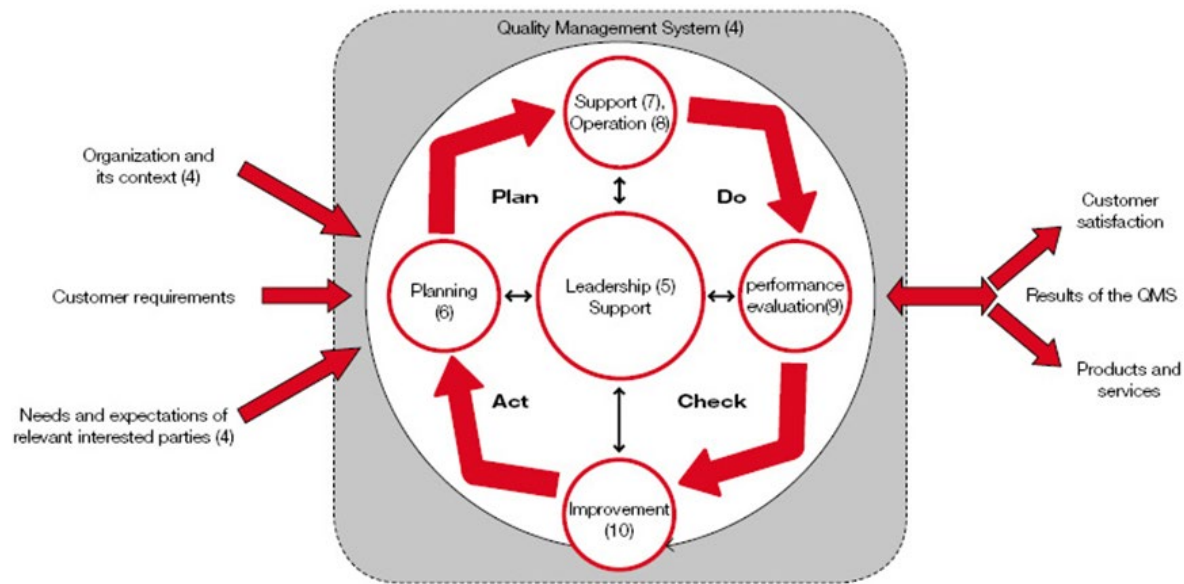 Quality Management System (4)
Support (7),
Operation (8)
Organization and
its context (4)
Plan
Do
Customer
satisfaction
Customer requirements
Planning
(6)
Leadership (5)
Support
performance
evaluation(9)
Results of the QMS
Act
Check
Needs and expectations of
relevant interested parties (4)
Products and
services
Improvement
(10)